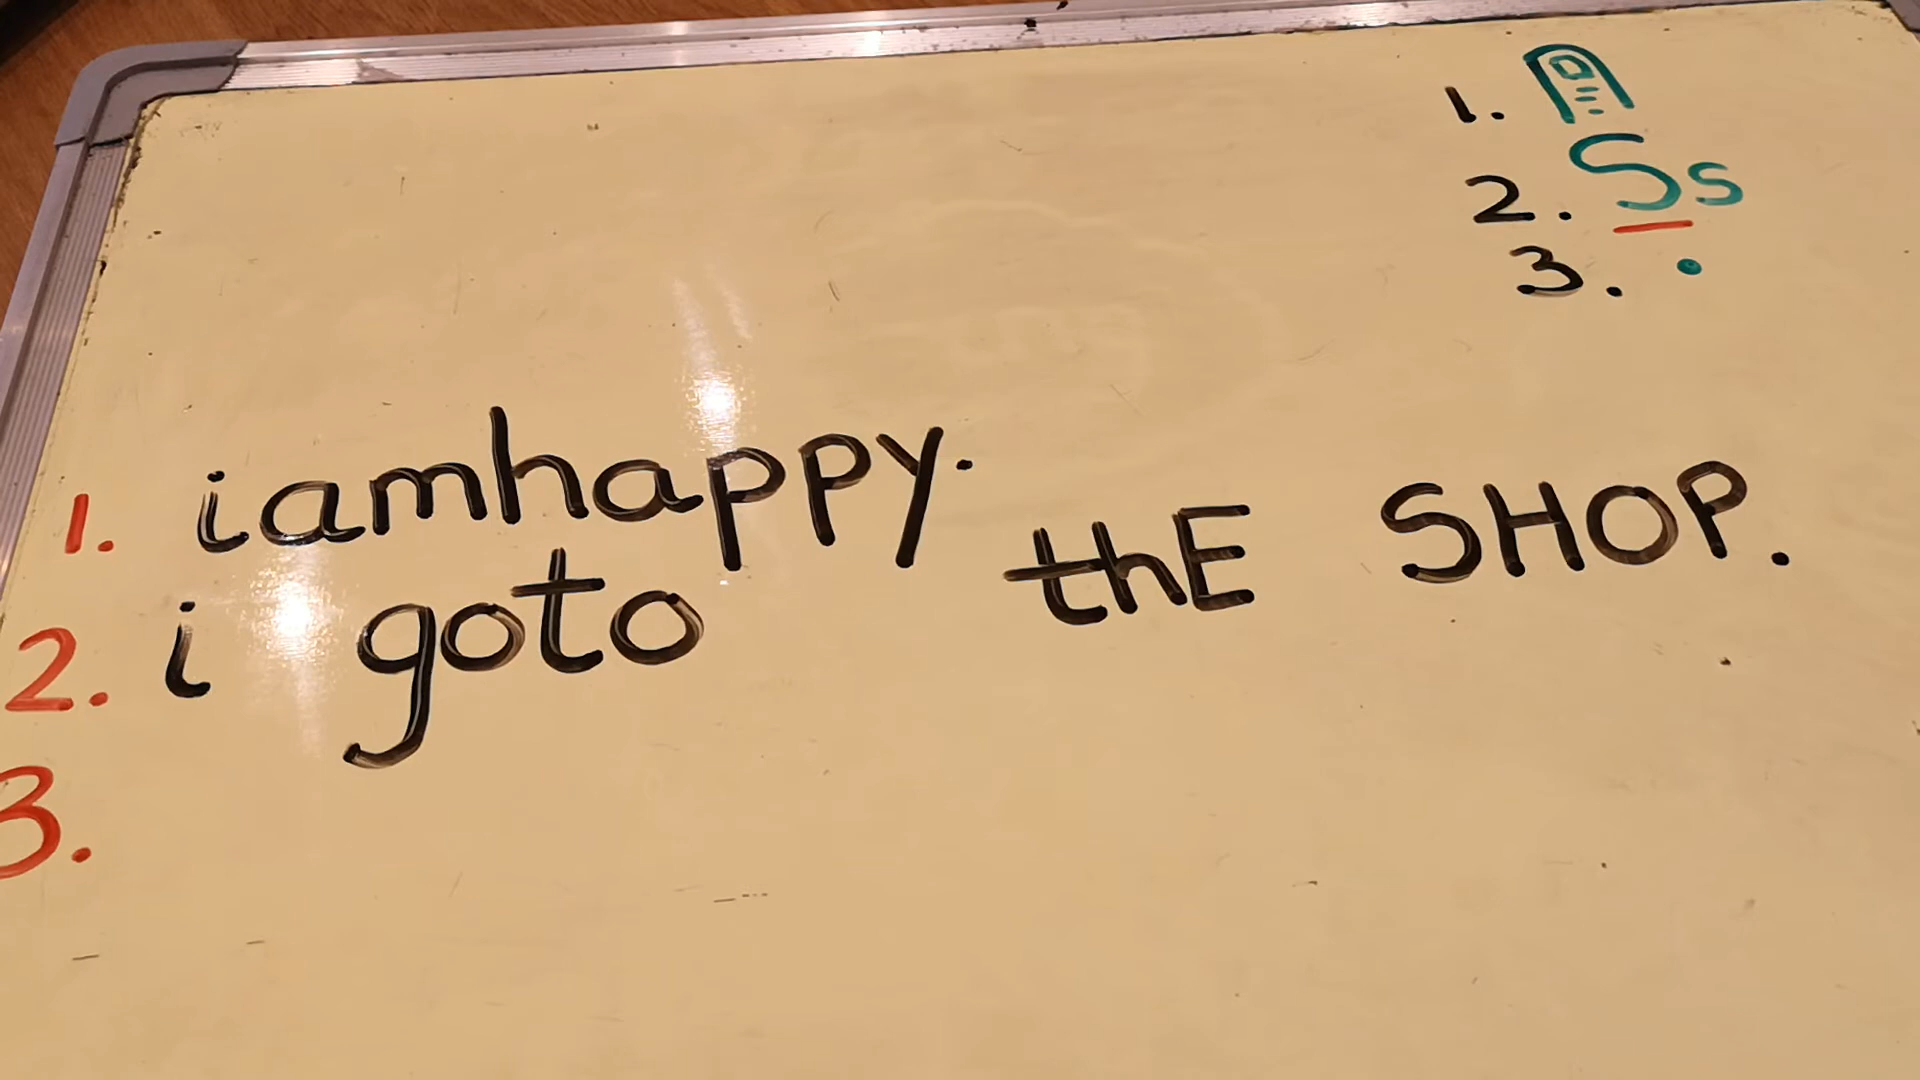 1.
2. Ss
3. .
1. iamhappy.
2. i goto thE SHOP.
3.